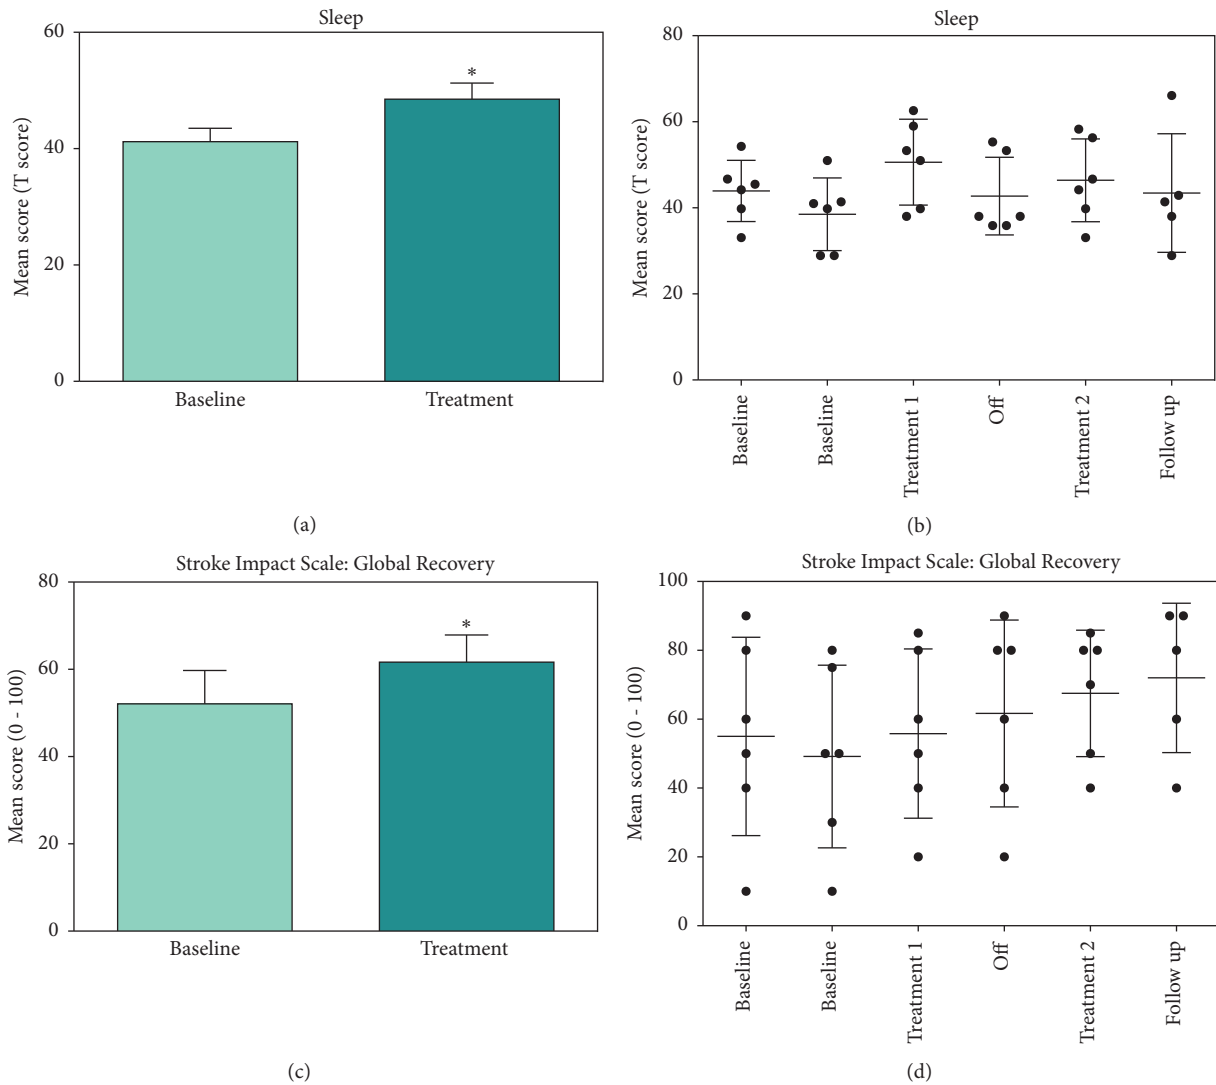 Sleep
60
40
20
0
Mean score (T score)
*
Baseline
Treatment
(a)
Sleep
80
60
40
20
0
Mean score (T score)
Baseline
Baseline
Treatment 1
Off
Treatment 2
Follow up
(b)
Stroke Impact Scale: Global Recovery
80
60
40
20
0
Mean score (0 - 100)
*
Baseline
Treatment
(c)
Stroke Impact Scale: Global Recovery
100
80
60
40
20
0
Mean score (0 - 100)
Baseline
Baseline
Treatment 1
Off
Treatment 2
Follow up
(d)